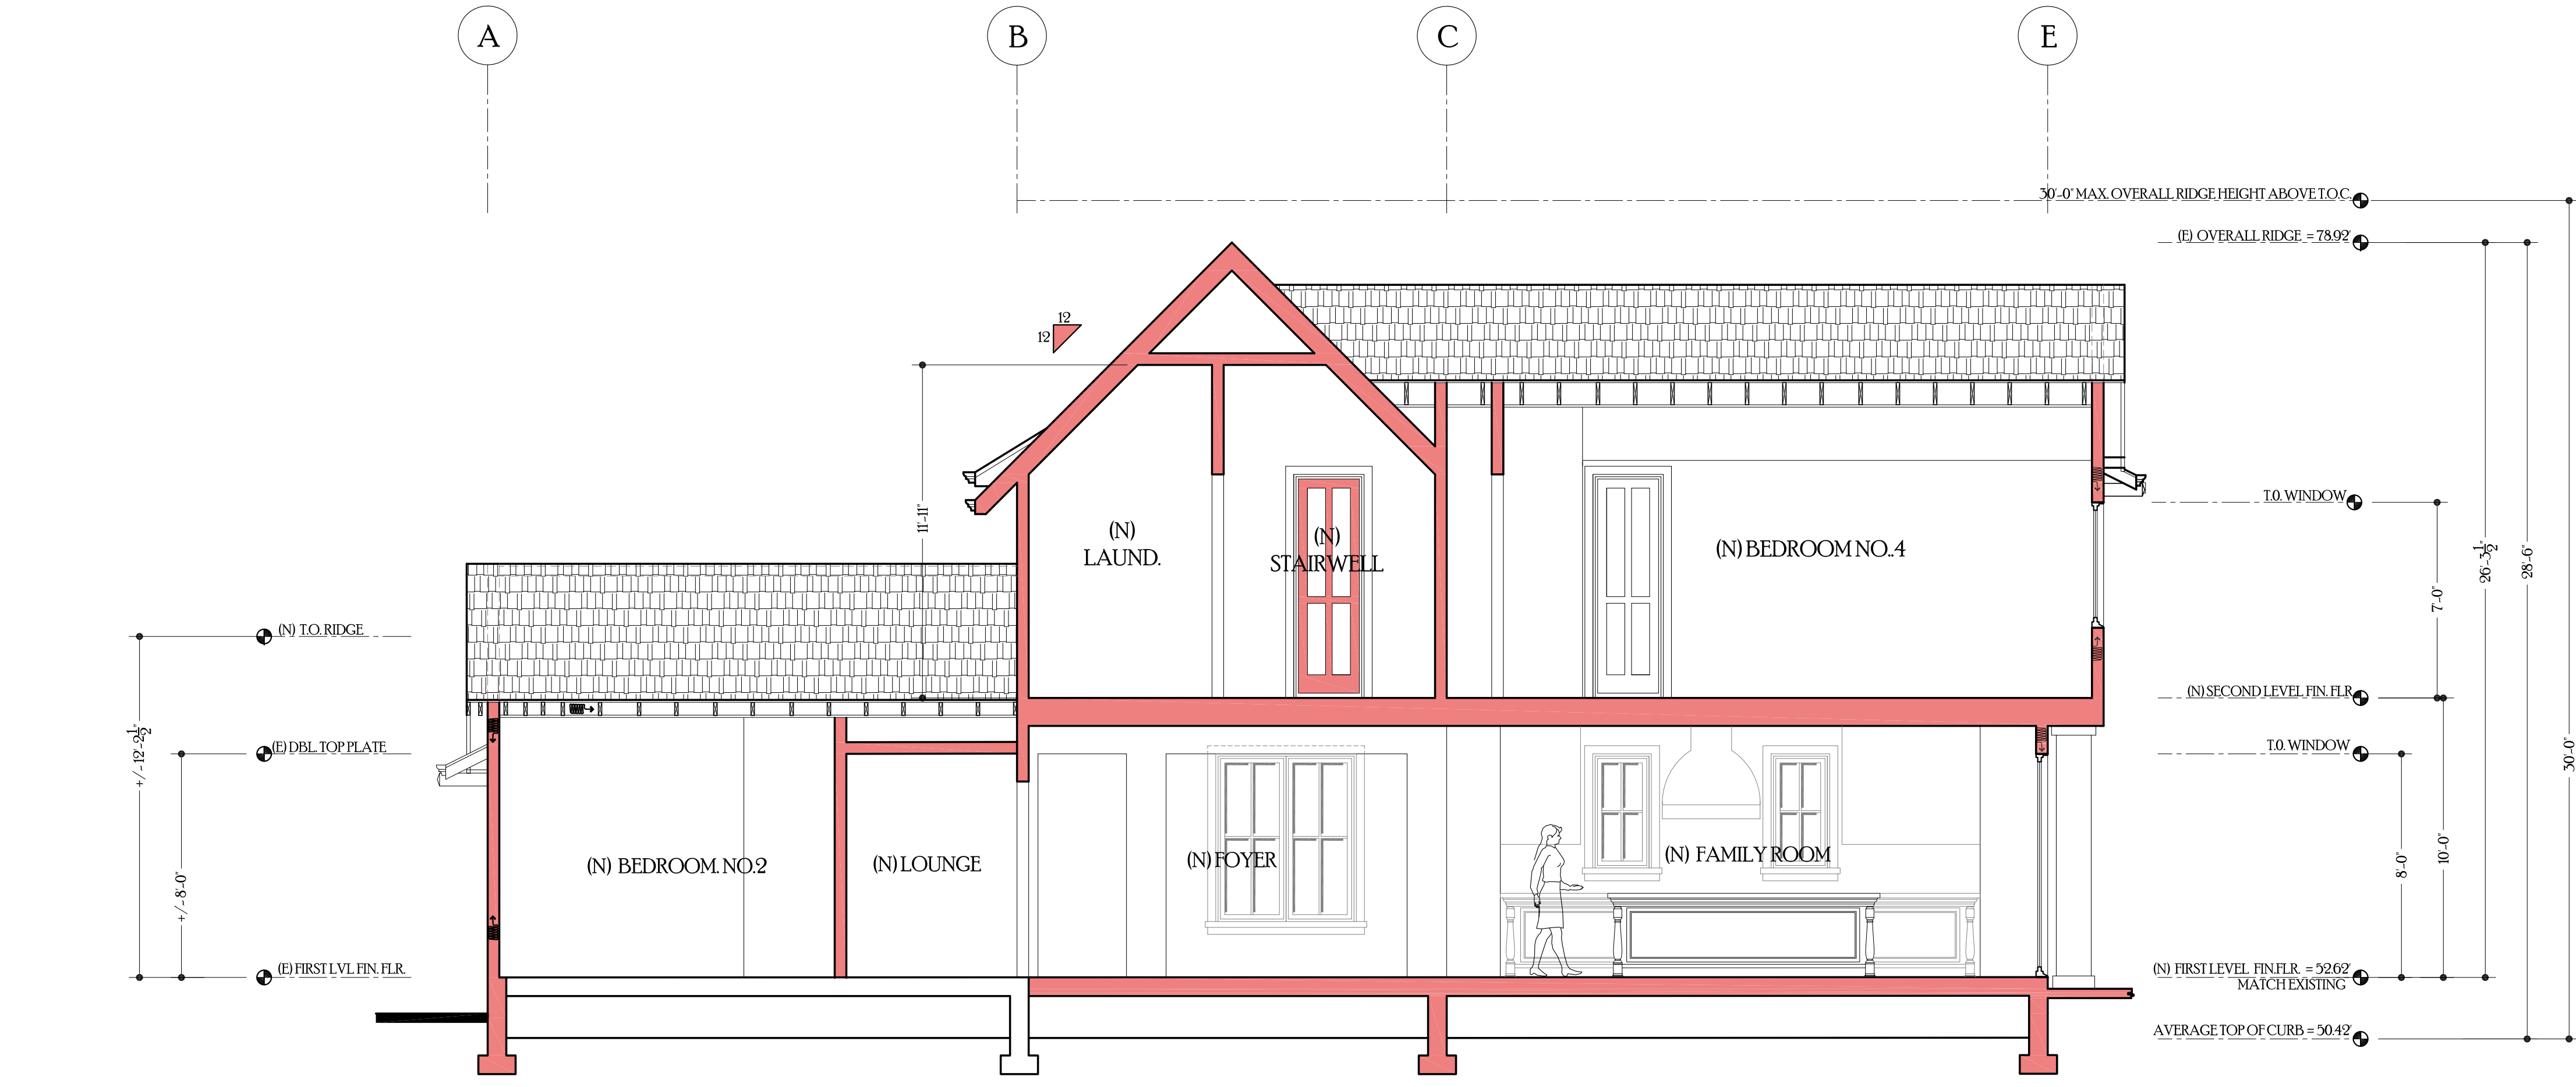 A
B
C
E
30'-0" MAX. OVERALL RIDGE HEIGHT ABOVE T.O.C.
(E) OVERALL RIDGE = 78.92'
12
12
11'-11"
(N)
LAUND.
(N)
STAIRWELL
(N) BEDROOM NO..4
T.O. WINDOW
7'-0"
26'-3 1/2"
28'-6"
30'-0"
(N) T.O. RIDGE
+/- 12'-2 1/2"
(E) DBL. TOP PLATE
+/- 8'-0"
(N) SECOND LEVEL FIN. FLR
T.O. WINDOW
8'-0"
10'-0"
(N) BEDROOM. NO.2
(N) LOUNGE
(N) FOYER
(N) FAMILY ROOM
(E) FIRST LVL FIN. FLR.
(N) FIRST LEVEL FIN.FLR. = 52.62'
MATCH EXISTING
AVERAGE TOP OF CURB = 50.42'